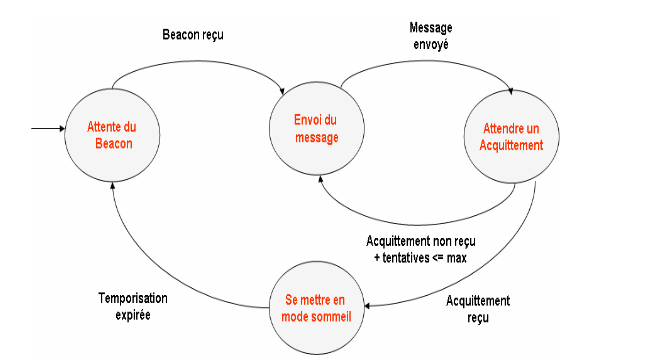 Beacon reçu
Message
envoyé
Attente du
Beacon
Envoi du
message
Attendre un
Acquittement
Acquittement non reçu
+ tentatives <= max
Temporisation
expirée
Se mettre en
mode sommeil
Acquittement
reçu